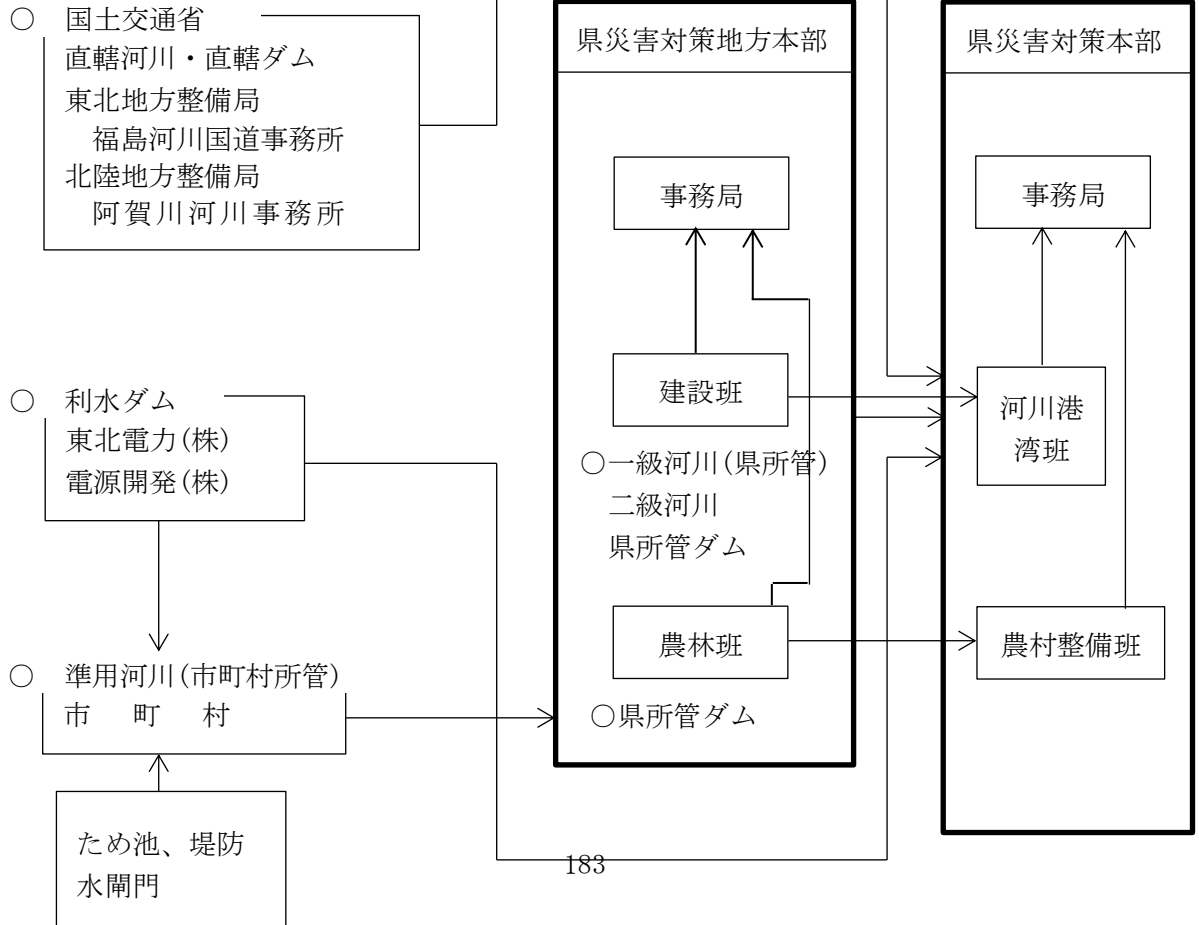 ○ 国土交通省
直轄河川・直轄ダム
東北地方整備局
福島河川国道事務所
北陸地方整備局
阿賀川河川事務所
○ 利水ダム
東北電力(株)
電源開発(株)
○ 準用河川(市町村所管)
市 町 村
ため池、堤防
水閘門
県災害対策地方本部
事務局
建設班
○一級河川(県所管)
二級河川
県所管ダム
農林班
○県所管ダム
県災害対策本部
事務局
河川港
湾班
農村整備班
183